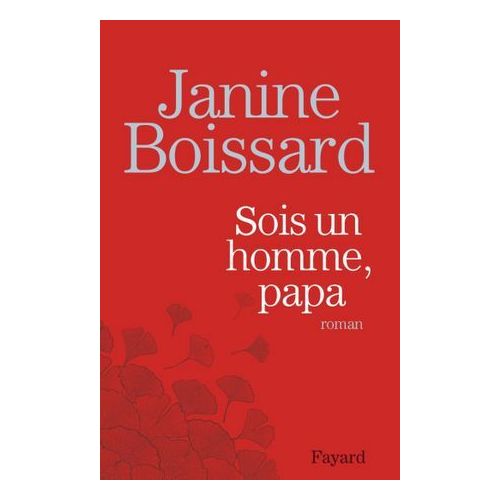 Janine
Boissard
Sois un
homme,
papa
roman
Fayard